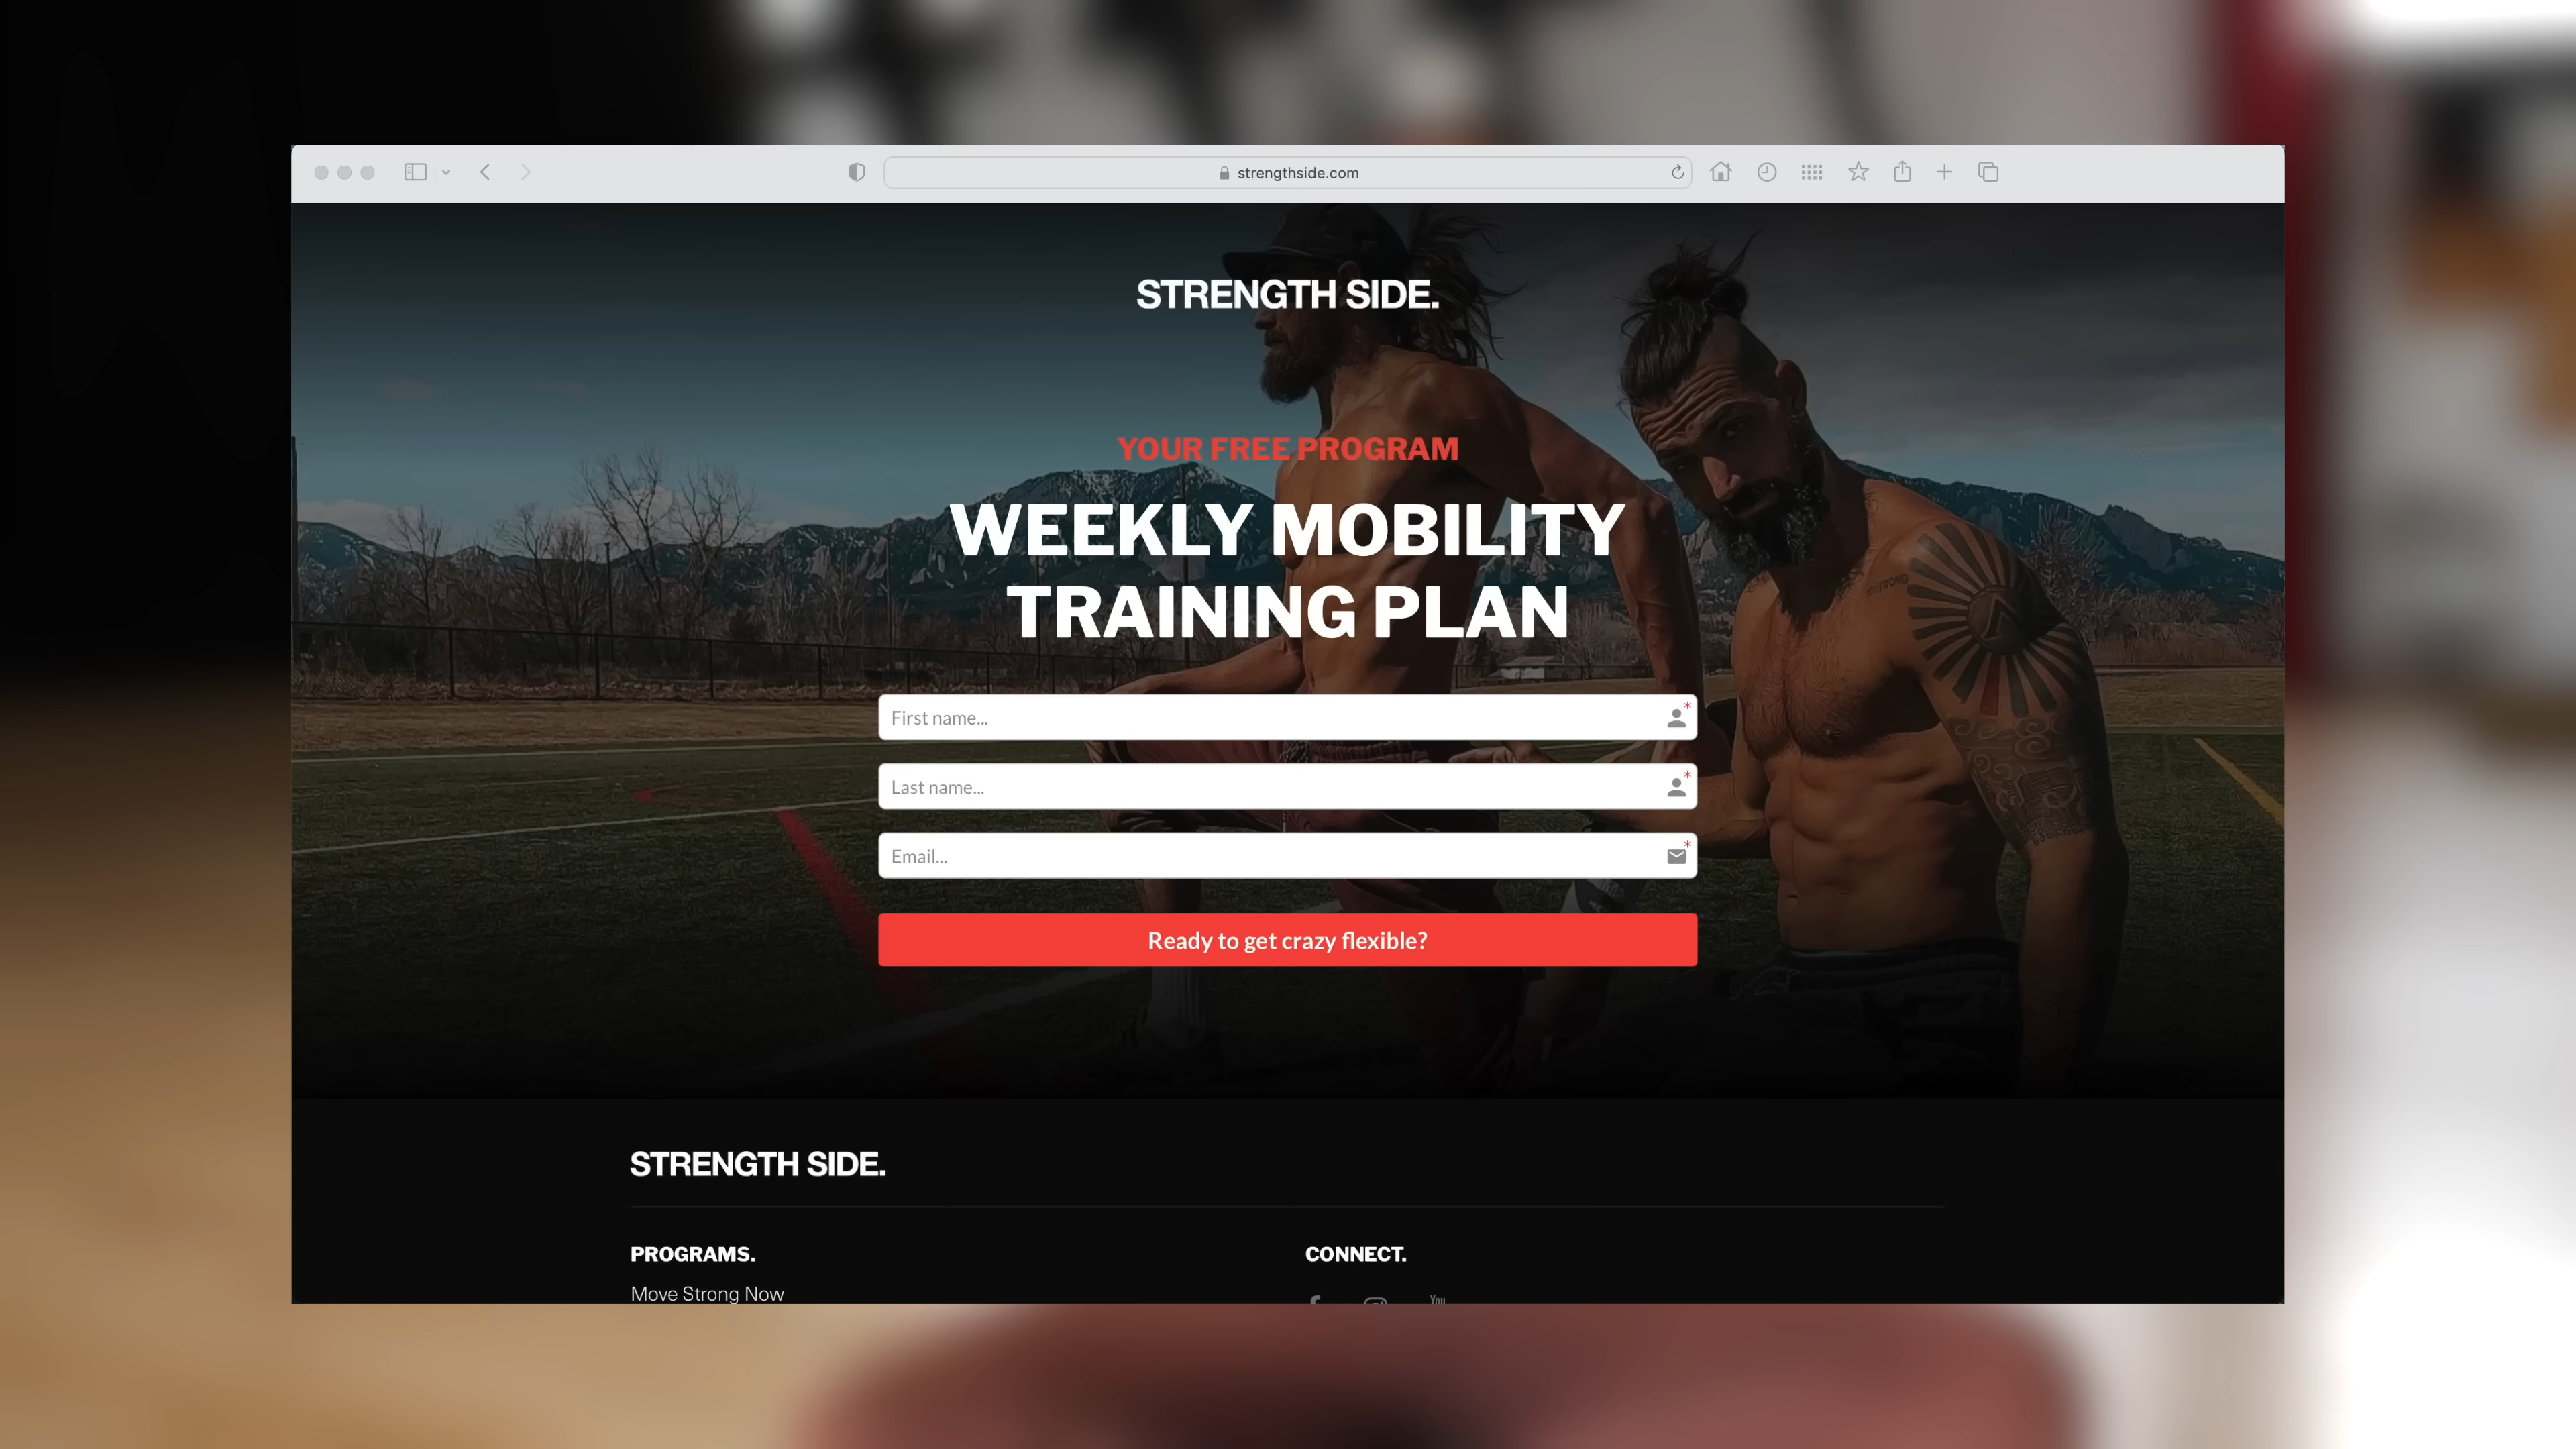 strengthside.com
STRENGTH SIDE.
YOUR FREE PROGRAM
WEEKLY MOBILITY
TRAINING PLAN
First name...
Last name...
Email...
Ready to get crazy flexible?
STRENGTH SIDE.
PROGRAMS.
CONNECT.
Move Strong Now
You